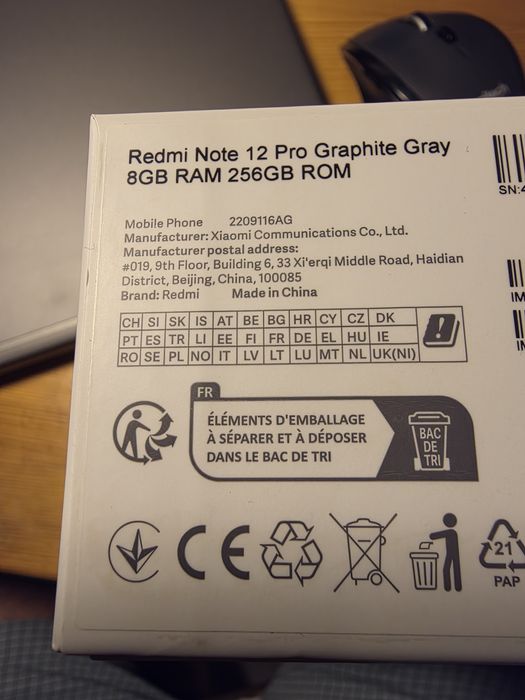 Redmi Note 12 Pro Graphite Gray
8GB RAM 256GB ROM
SN:4
Mobile Phone 2209116AG
Manufacturer: Xiaomi Communications Co., Ltd.
Manufacturer postal address:
#019, 9th Floor, Building 6, 33 Xi'erqi Middle Road, Haidian
District, Beijing, China, 100085
Brand: Redmi Made in China
IM
CH SI SK IS AT BE BG HR CY CZ DK
PT ES TR LI EE FI FR DE EL HU IE
RO SE PL NO IT LV LT LU MT NL UK(NI)
IM
FR
ÉLÉMENTS D'EMBALLAGE
À SÉPARER ET À DÉPOSER
DANS LE BAC DE TRI
BAC
DE
TRI
CE
21
PAP